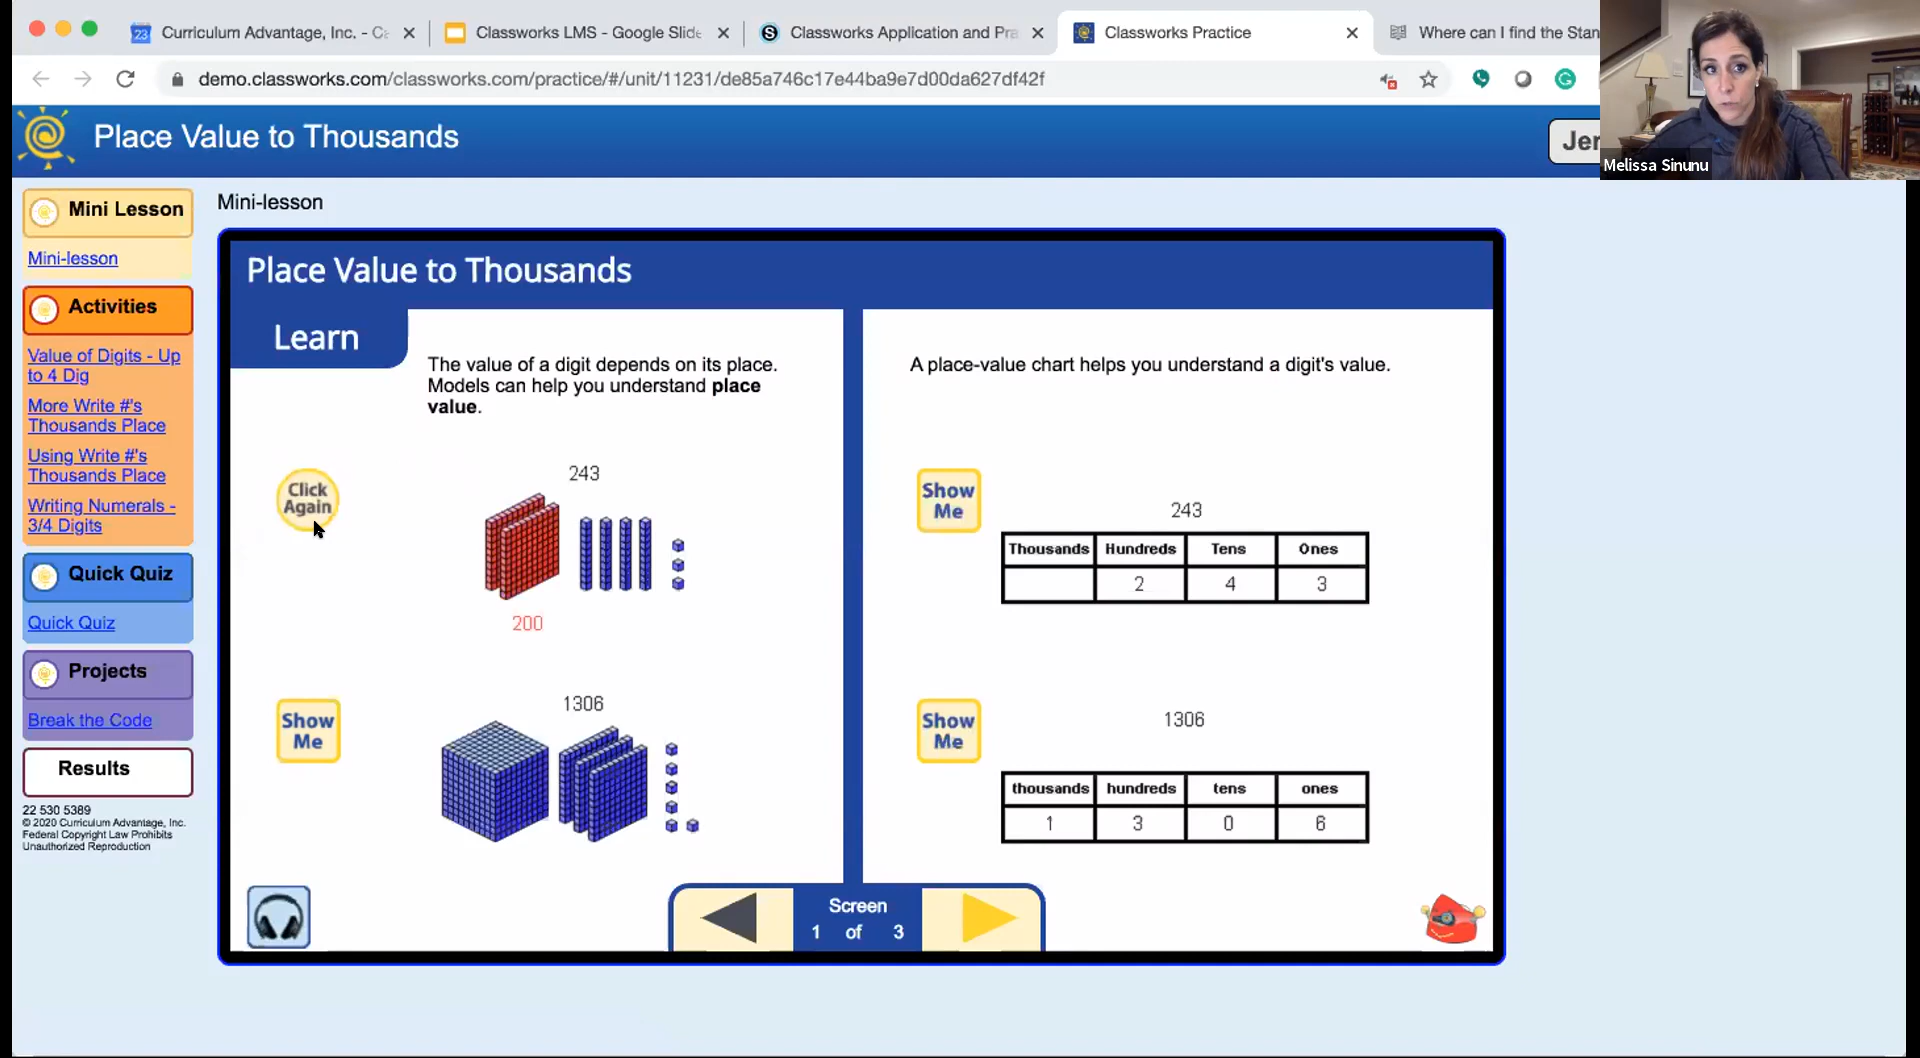 Curriculum Advantage, Inc. - C
Classworks LMS - Google Slide
Classworks Application and Pra
Classworks Practice
Where can I find the Stan
demo.classworks.com/classworks.com/practice/#/unit/11231/de85a746c17e44ba9e7d00da627df42f
Place Value to Thousands
Jer
Melissa Sinunu
Mini Lesson
Mini-lesson
Activities
Value of Digits - Up
to 4 Dig
More Write #'s
Thousands Place
Using Write #'s
Thousands Place
Writing Numerals -
3/4 Digits
Quick Quiz
Quick Quiz
Projects
Break the Code
Results
22 530 5389
© 2020 Curriculum Advantage, Inc.
Federal Copyright Law Prohibits
Unauthorized Reproduction
Mini-lesson
Place Value to Thousands
Learn
The value of a digit depends on its place.
Models can help you understand place
value.
Click
Again
243
200
Show
Me
1306
A place-value chart helps you understand a digit's value.
Show
Me
243
Thousands Hundreds Tens Ones
2 4 3
Show
Me
1306
thousands hundreds tens ones
1 3 0 6
Screen
1 of 3